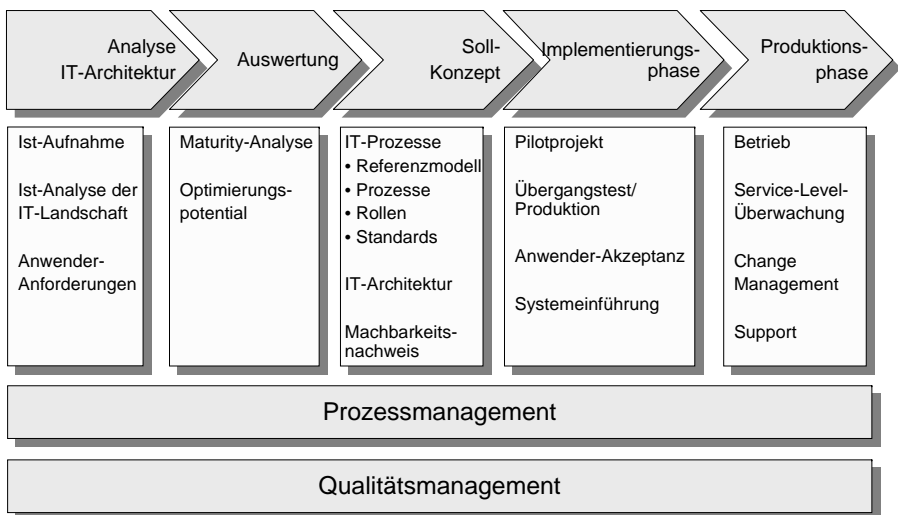 Analyse
IT-Architektur
Auswertung
Soll-
Konzept
Implementierungs-
phase
Produktions-
phase
Ist-Aufnahme
Ist-Analyse der
IT-Landschaft
Anwender-
Anforderungen
Maturity-Analyse
Optimierungs-
potential
IT-Prozesse
• Referenzmodell
• Prozesse
• Rollen
• Standards
IT-Architektur
Machbarkeits-
nachweis
Pilotprojekt
Übergangstest/
Produktion
Anwender-Akzeptanz
Systemeinführung
Betrieb
Service-Level-
Überwachung
Change
Management
Support
Prozessmanagement
Qualitätsmanagement